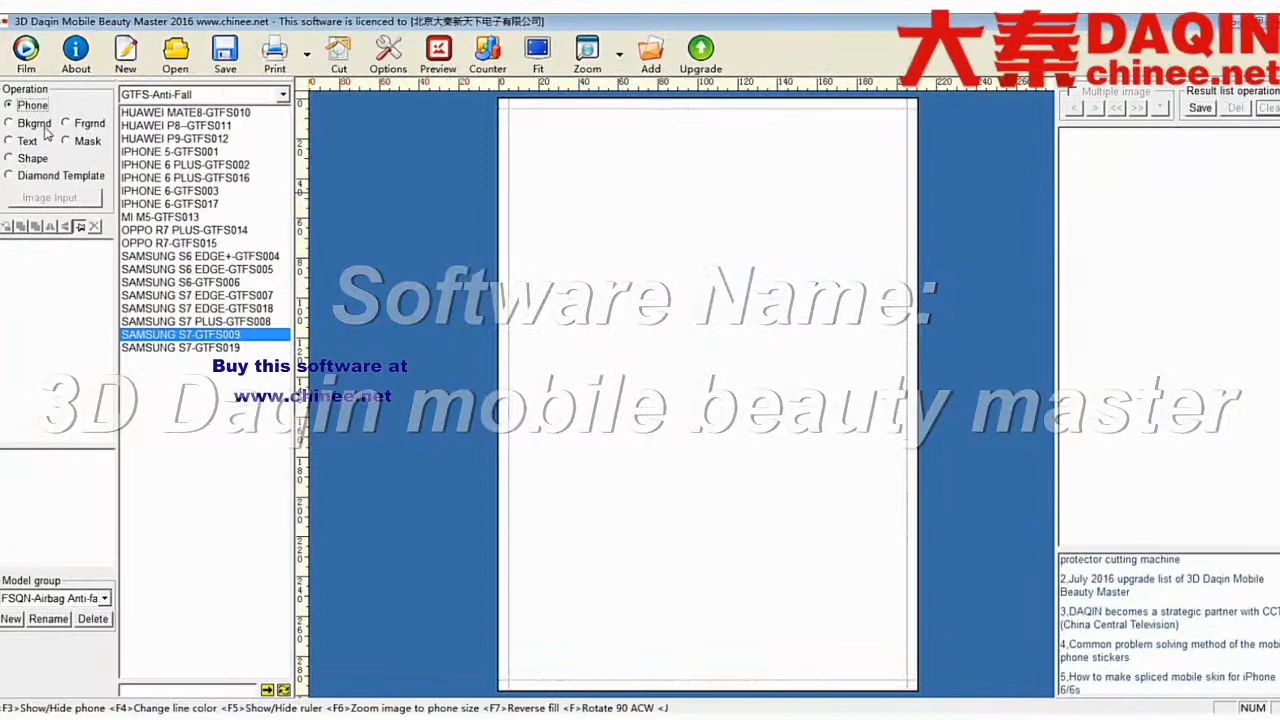 3D Daqin Mobile Beauty Master 2016 www.chinee.net - This software is licenced to [北京大秦新天下电子有限公司]
大秦 DAQIN
chinee.net
Film About New Open Save Print Cut Options Preview Counter Fit Zoom Add Upgrade
Operation
Phone
Bkgrnd Frgrnd
Text Mask
Shape
Diamond Template
Image Input...
GTFS-Anti-Fall
HUAWEI MATE8-GTFS010
HUAWEI P8--GTFS011
HUAWEI P9-GTFS012
IPHONE 5-GTFS001
IPHONE 6 PLUS-GTFS002
IPHONE 6 PLUS-GTFS016
IPHONE 6-GTFS003
IPHONE 6-GTFS017
MI M5-GTFS013
OPPO R7 PLUS-GTFS014
OPPO R7-GTFS015
SAMSUNG S6 EDGE+-GTFS004
SAMSUNG S6 EDGE-GTFS005
SAMSUNG S6-GTFS006
SAMSUNG S7 EDGE-GTFS007
SAMSUNG S7 EDGE-GTFS018
SAMSUNG S7 PLUS-GTFS008
SAMSUNG S7-GTFS009
SAMSUNG S7-GTFS019
Multiple image
< > << >> *
Result list operation
Save Del Clea
Software Name:
3D Daqin mobile beauty master
Buy this software at
www.chinee.net
Model group
FSQN-Airbag Anti-fa
New Rename Delete
protector cutting machine
2,July 2016 upgrade list of 3D Daqin Mobile
Beauty Master
3,DAQIN becomes a strategic partner with CCT
(China Central Television)
4,Common problem solving method of the mobi
phone stickers
5,How to make spliced mobile skin for iPhone
6/6s
<F3>Show/Hide phone <F4>Change line color <F5>Show/Hide ruler <F6>Zoom image to phone size <F7>Reverse fill <F>Rotate 90 ACW <J
NUM